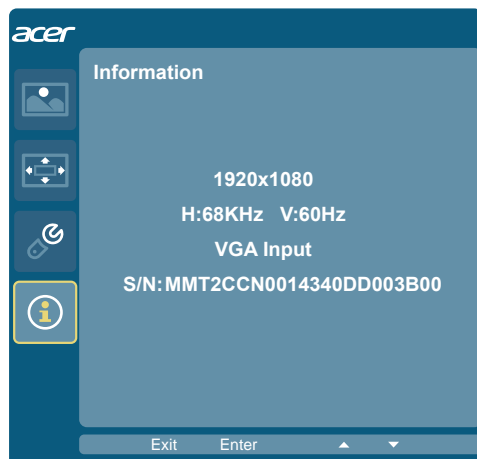 acer
Information
1920x1080
H:68KHz V:60Hz
VGA Input
S/N:MMT2CCN0014340DD003B00
Exit Enter